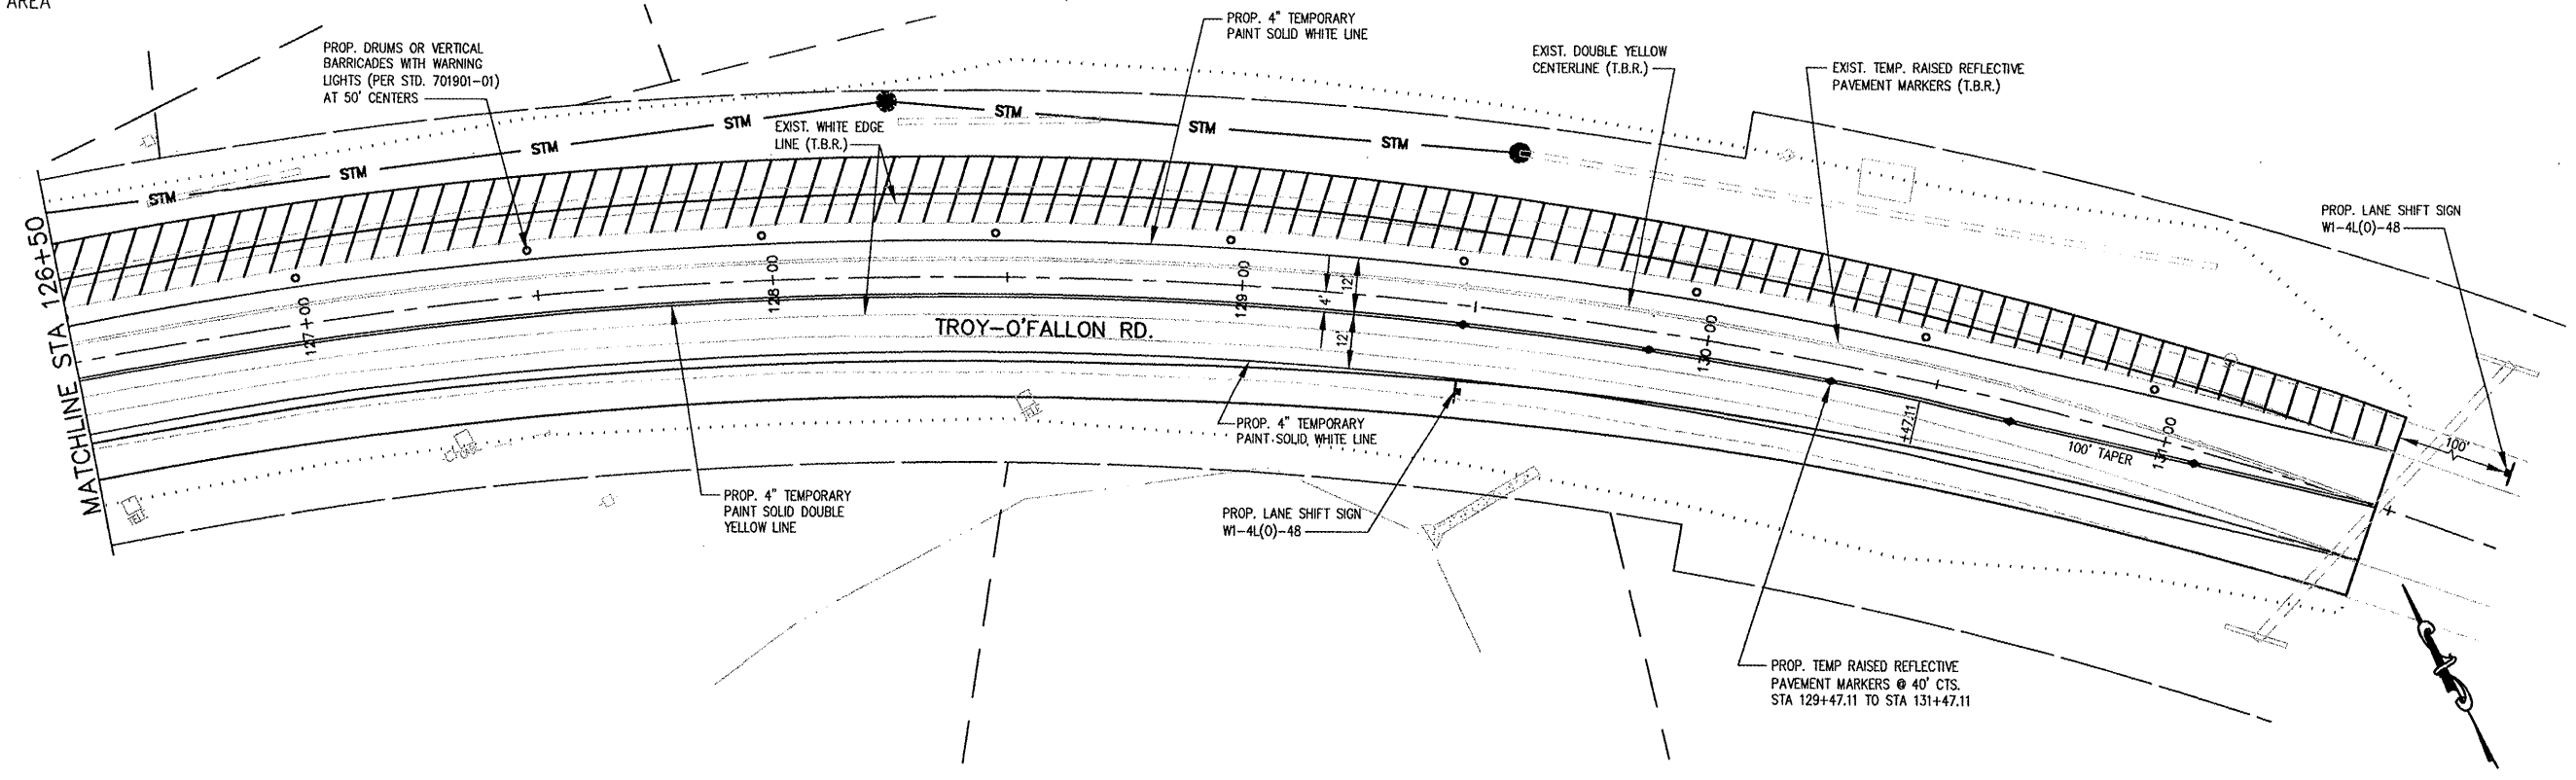 AREA
PROP. DRUMS OR VERTICAL
BARRICADES WITH WARNING
LIGHTS (PER STD. 701901-01)
AT 50' CENTERS
PROP. 4" TEMPORARY
PAINT SOLID WHITE LINE
EXIST. DOUBLE YELLOW
CENTERLINE (T.B.R.)
EXIST. TEMP. RAISED REFLECTIVE
PAVEMENT MARKERS (T.B.R.)
EXIST. WHITE EDGE
LINE (T.B.R.)
STM
STM
STM
STM
STM
STM
STM
PROP. LANE SHIFT SIGN
W1-4L(O)-48
MATCHLINE STA 126+50
127+00
128+00
129+00
130+00
131+00
12'
4'
12'
TROY-O'FALLON RD.
+47.11
100' TAPER
100'
PROP. 4" TEMPORARY
PAINT SOLID WHITE LINE
PROP. 4" TEMPORARY
PAINT SOLID DOUBLE
YELLOW LINE
PROP. LANE SHIFT SIGN
W1-4L(O)-48
PROP. TEMP RAISED REFLECTIVE
PAVEMENT MARKERS @ 40' CTS.
STA 129+47.11 TO STA 131+47.11